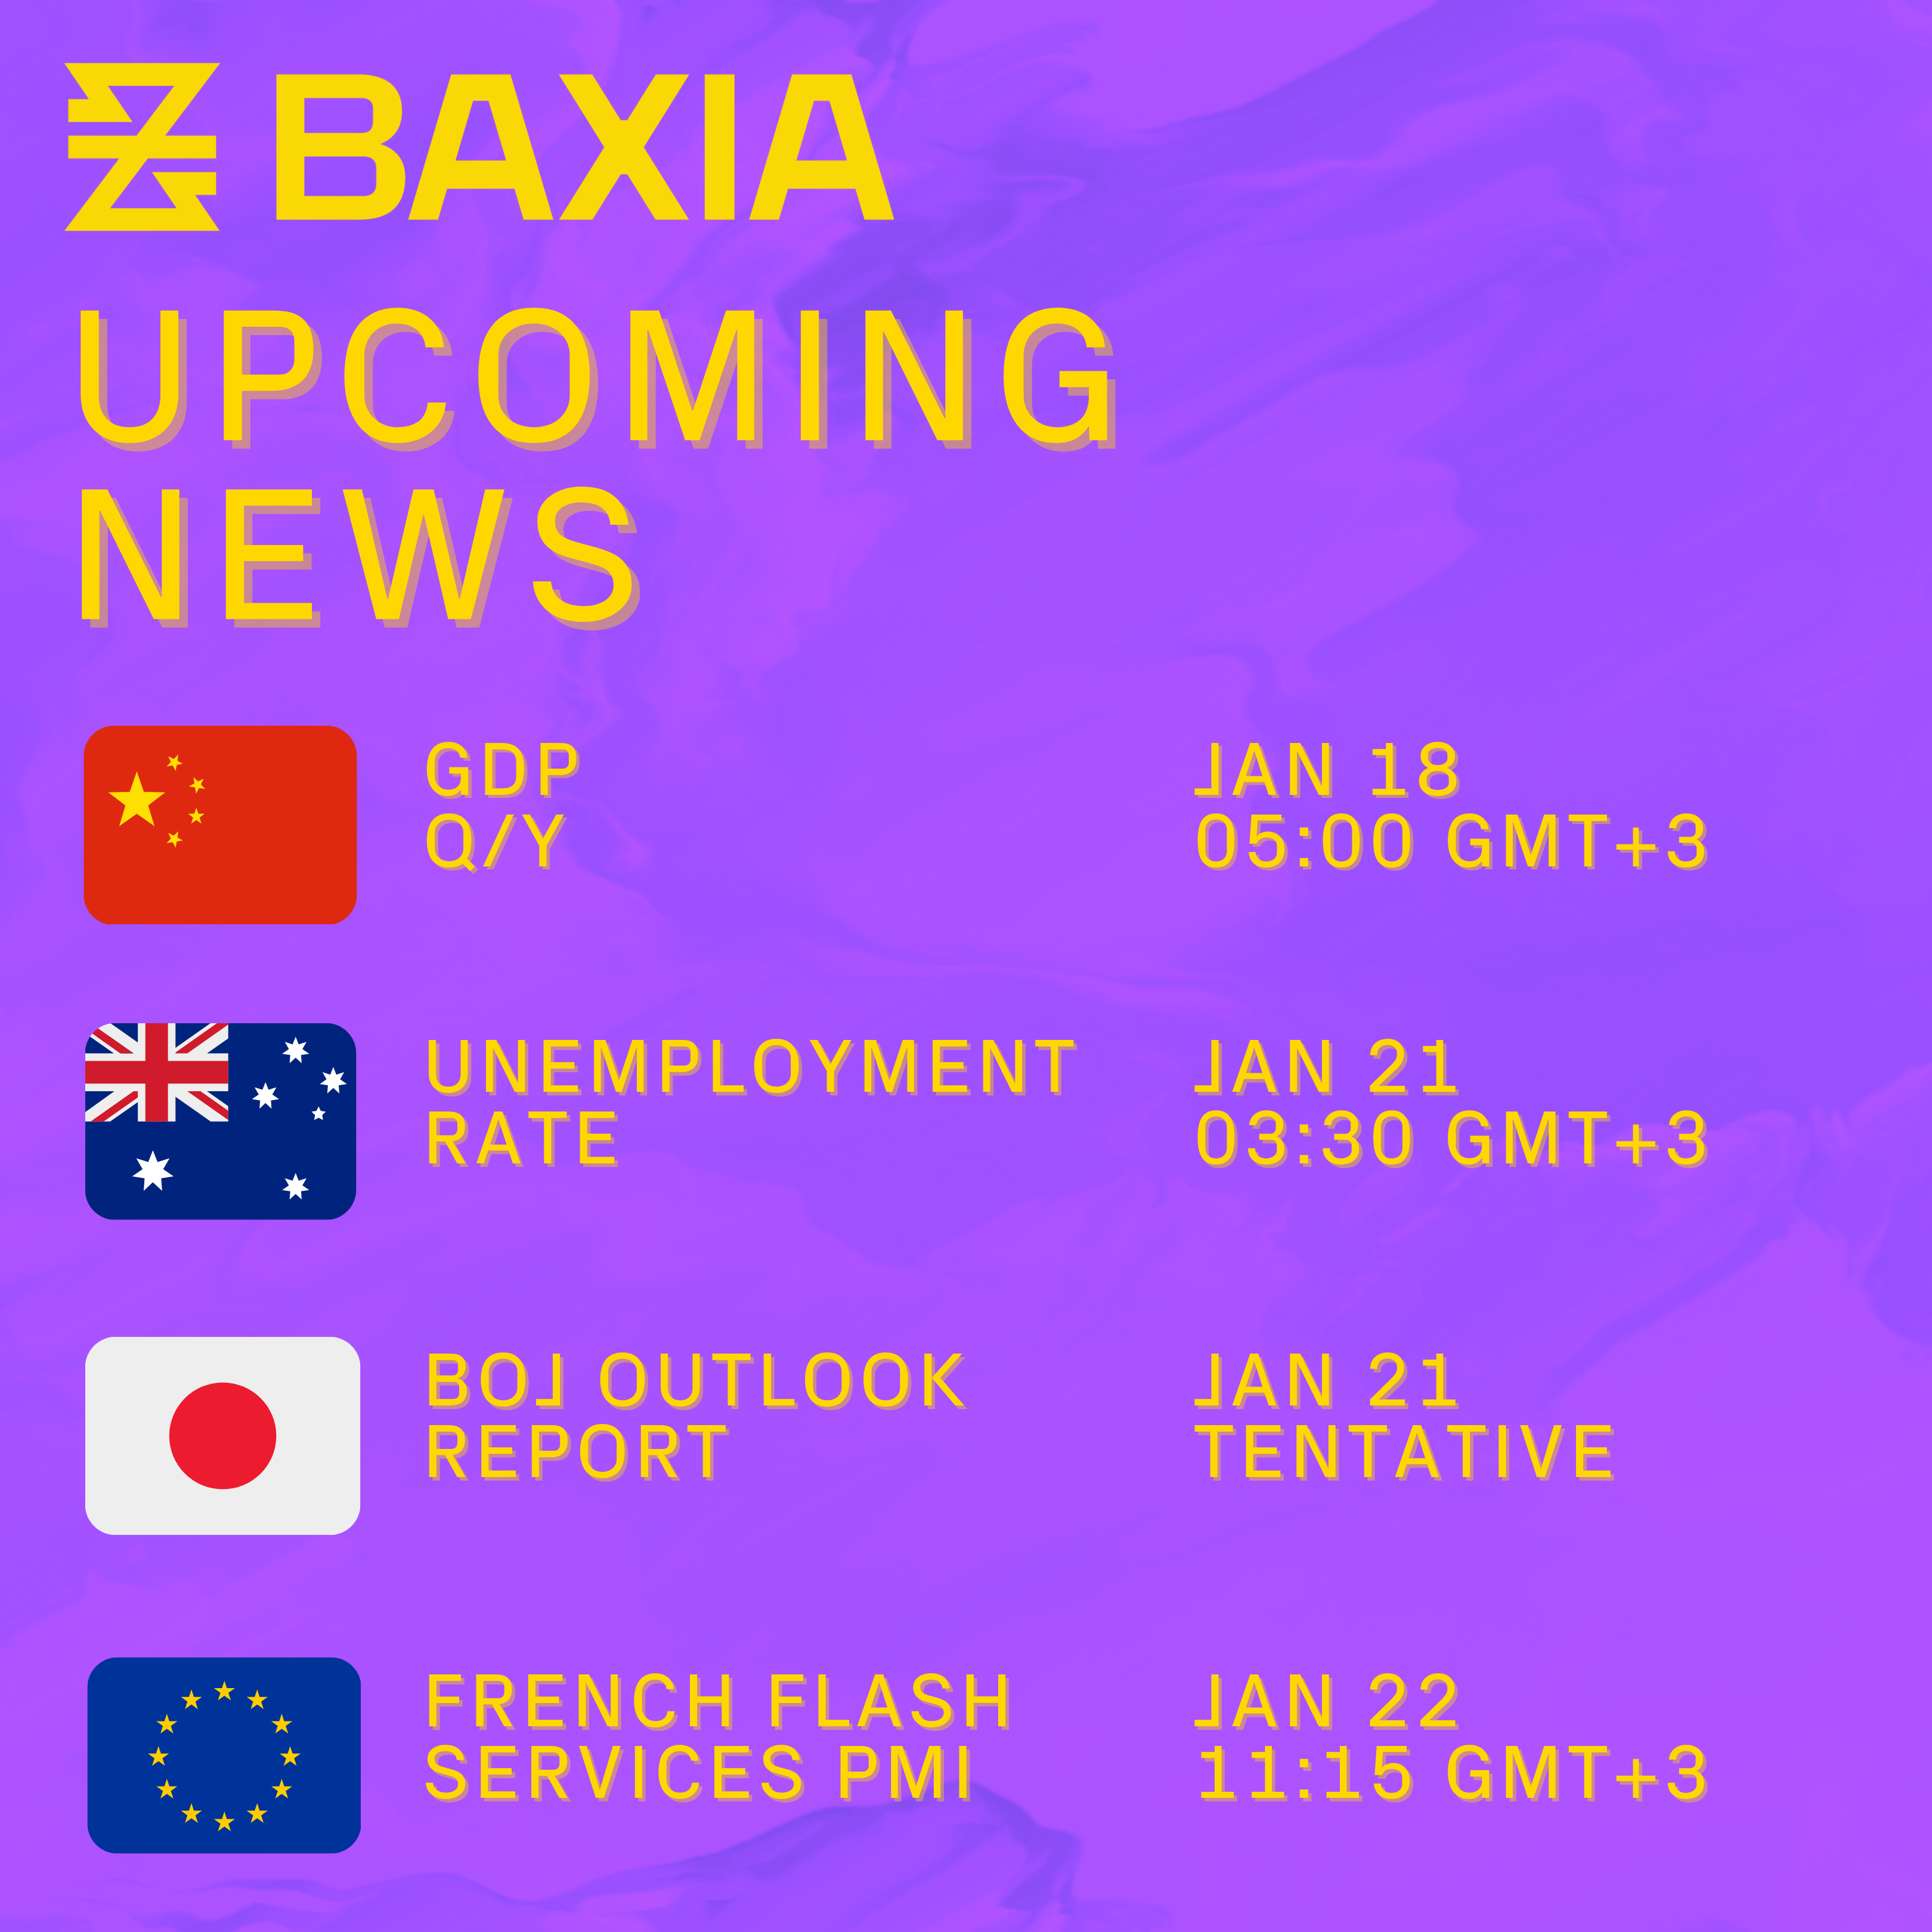 BAXIA
UPCOMING
NEWS
GDP
Q/Y
JAN 18
05:00 GMT+3
UNEMPLOYMENT
RATE
JAN 21
03:30 GMT+3
BOJ OUTLOOK
REPORT
JAN 21
TENTATIVE
FRENCH FLASH
SERVICES PMI
JAN 22
11:15 GMT+3